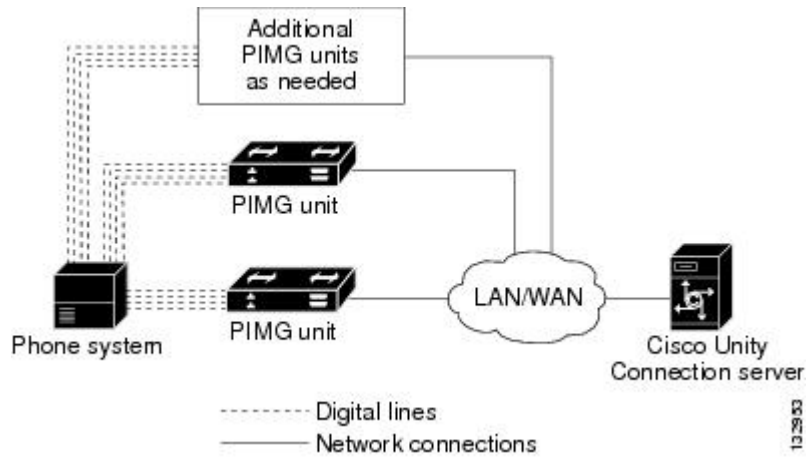 Additional
PIMG units
as needed
PIMG unit
LAN/WAN
PIMG unit
Phone system
Cisco Unity
Connection server
Digital lines
Network connections
132953